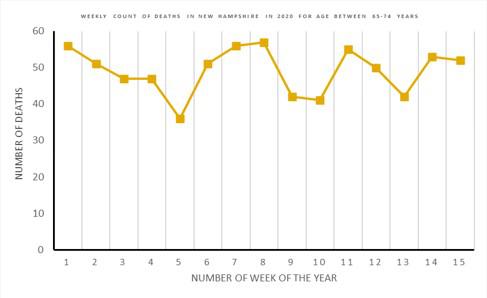 WEEKLY COUNT OF DEATHS IN NEW HAMPSHIRE IN 2020 FOR AGE BETWEEN 65-74 YEARS
60
50
40
30
20
10
0
NUMBER OF DEATHS
1 2 3 4 5 6 7 8 9 10 11 12 13 14 15
NUMBER OF WEEK OF THE YEAR